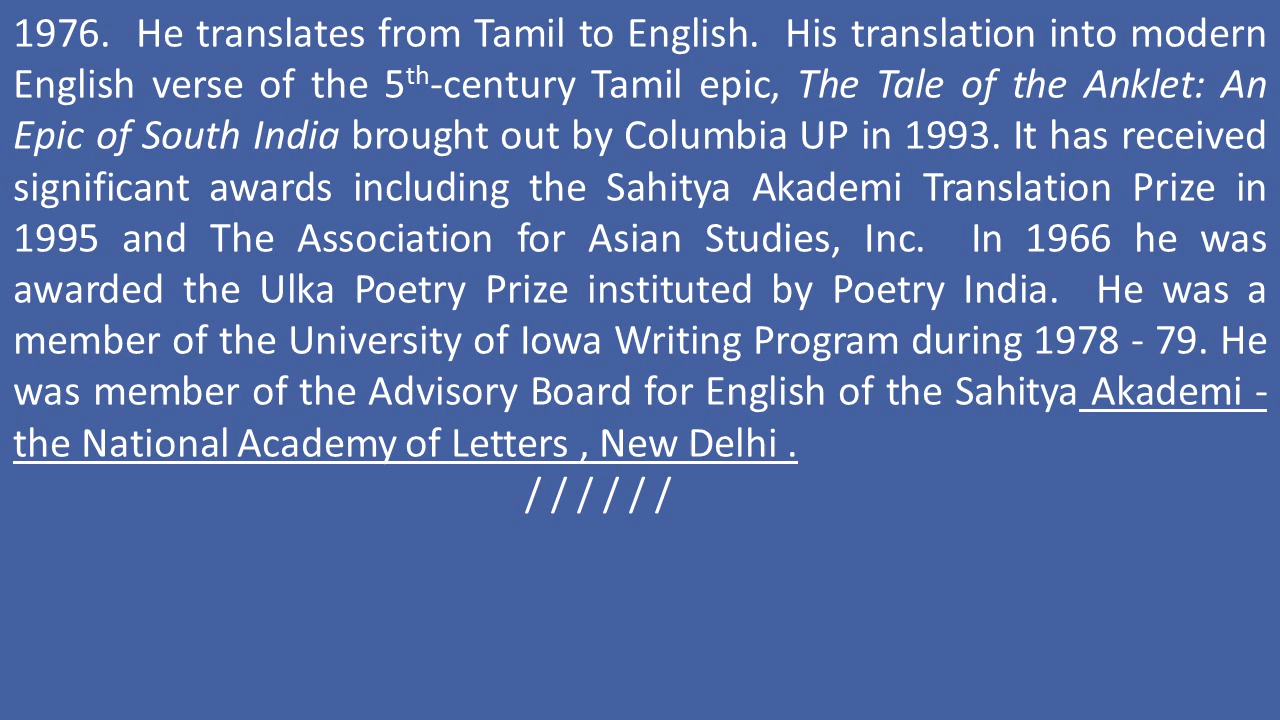 1976.  He translates from Tamil to English.  His translation into modern
English verse of the 5th-century Tamil epic, The Tale of the Anklet: An
Epic of South India brought out by Columbia UP in 1993. It has received
significant awards including the Sahitya Akademi Translation Prize in
1995 and The Association for Asian Studies, Inc.  In 1966 he was
awarded the Ulka Poetry Prize instituted by Poetry India.  He was a
member of the University of Iowa Writing Program during 1978 - 79. He
was member of the Advisory Board for English of the Sahitya Akademi -
the National Academy of Letters , New Delhi .
/ / / / / /